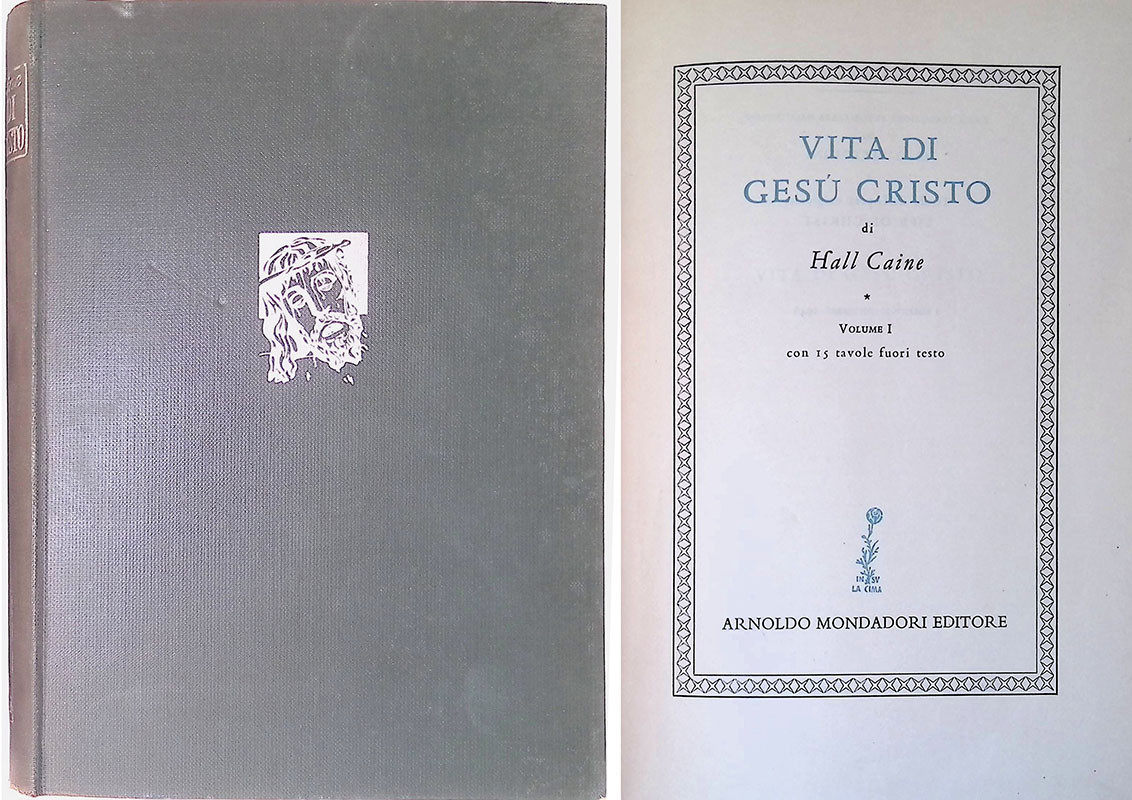 VITA DI
GESÚ CRISTO
di
Hall Caine
*
VOLUME I
con 15 tavole fuori testo
IN SV
LA CIMA
ARNOLDO MONDADORI EDITORE